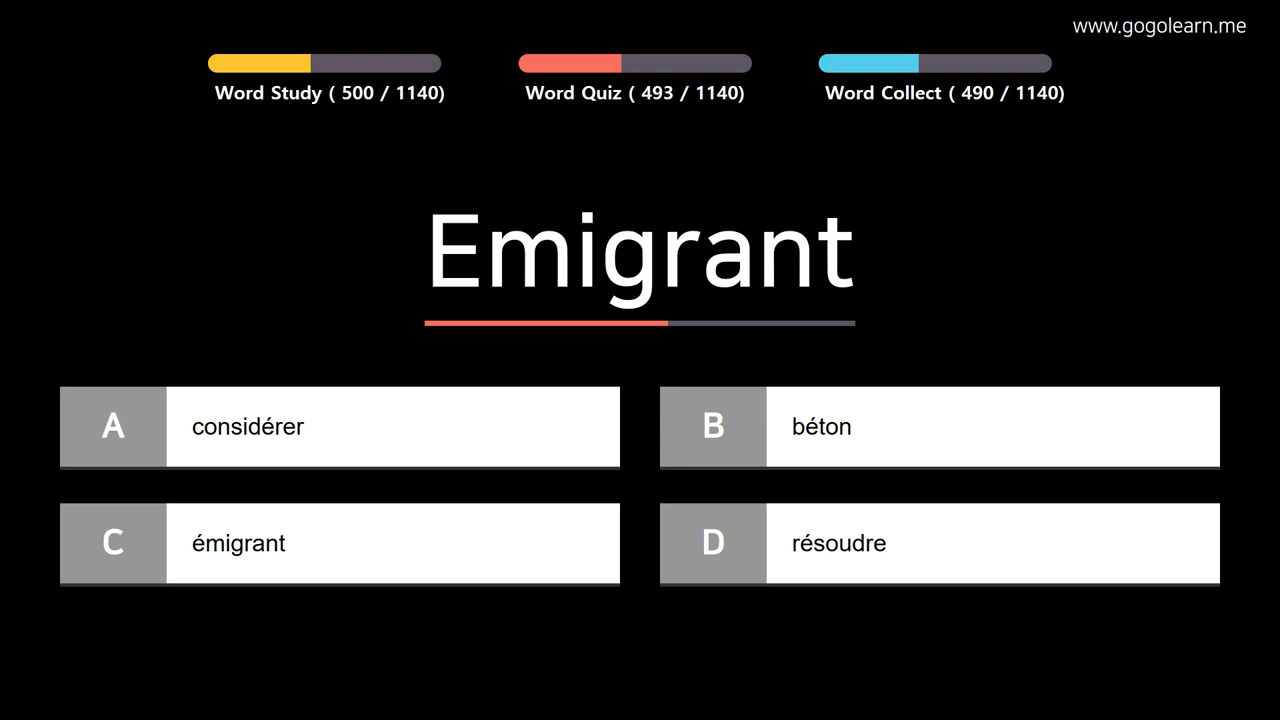 www.gogolearn.me
Word Study ( 500 / 1140)
Word Quiz ( 493 / 1140)
Word Collect ( 490 / 1140)
Emigrant
A considérer
B béton
C émigrant
D résoudre